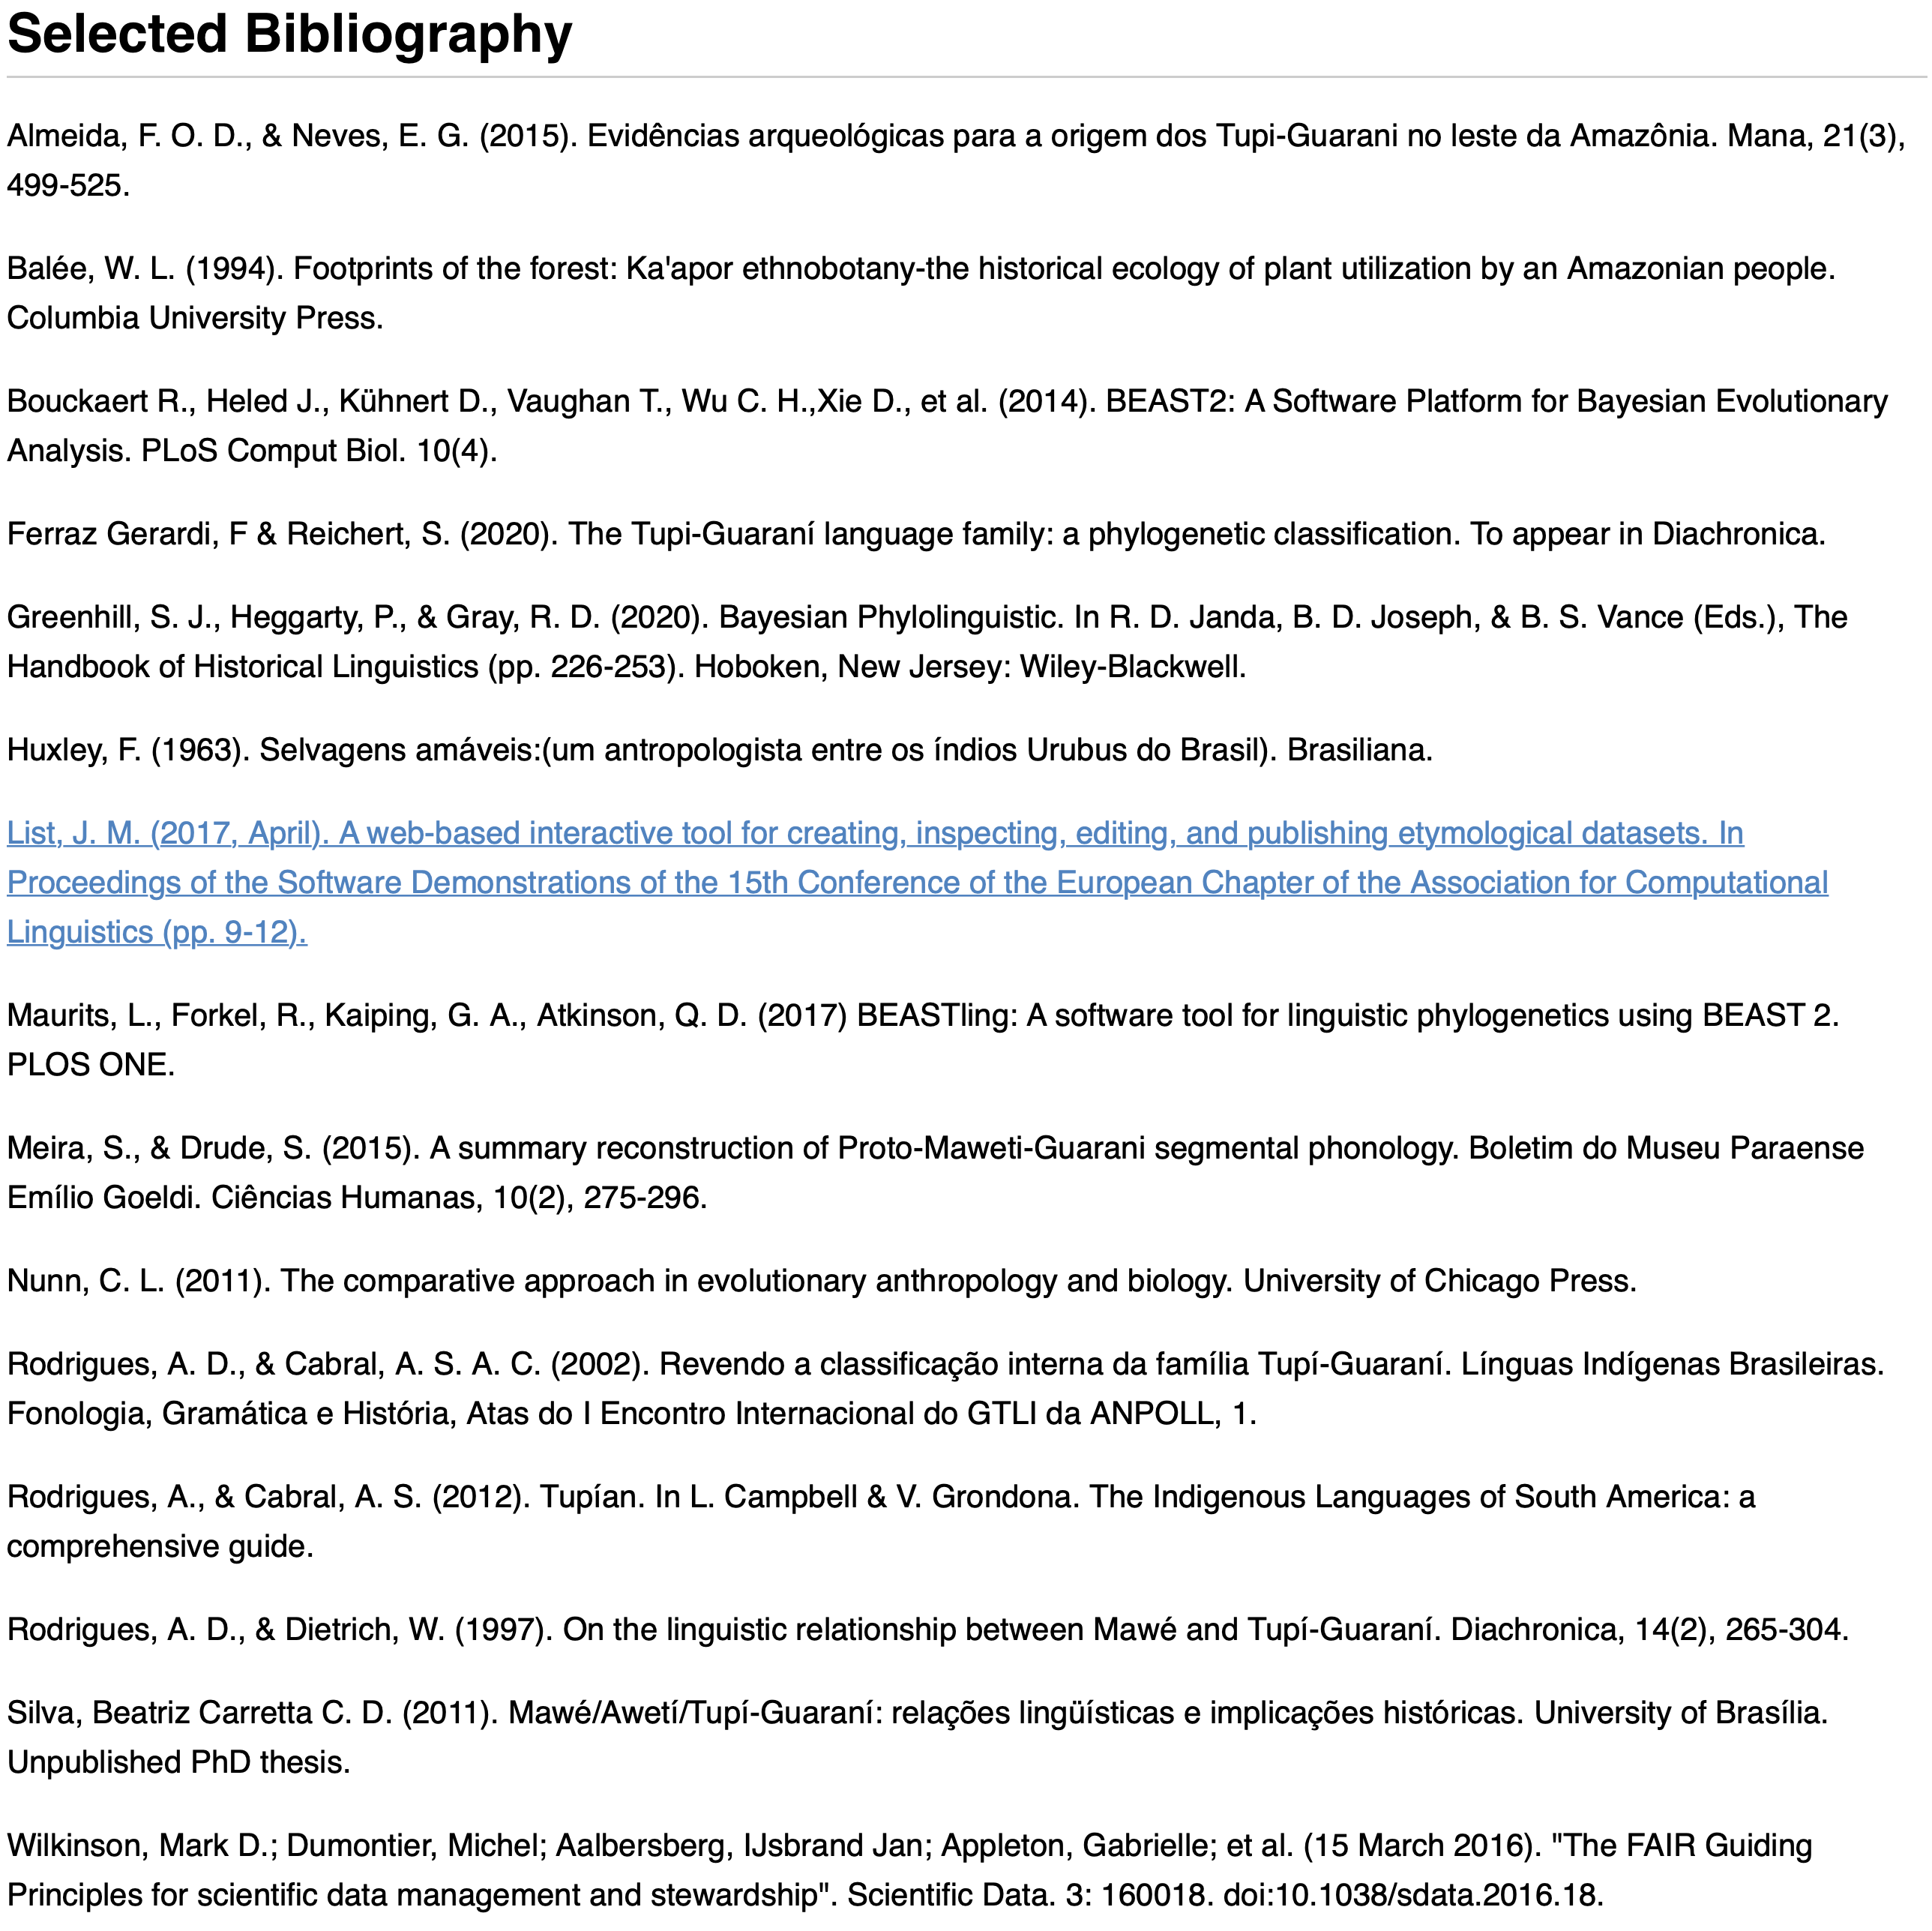 Selected Bibliography
Almeida, F. O. D., & Neves, E. G. (2015). Evidências arqueológicas para a origem dos Tupi-Guarani no leste da Amazônia. Mana, 21(3),
499-525.
Balée, W. L. (1994). Footprints of the forest: Ka'apor ethnobotany-the historical ecology of plant utilization by an Amazonian people.
Columbia University Press.
Bouckaert R., Heled J., Kühnert D., Vaughan T., Wu C. H.,Xie D., et al. (2014). BEAST2: A Software Platform for Bayesian Evolutionary
Analysis. PLoS Comput Biol. 10(4).
Ferraz Gerardi, F & Reichert, S. (2020). The Tupi-Guaraní language family: a phylogenetic classification. To appear in Diachronica.
Greenhill, S. J., Heggarty, P., & Gray, R. D. (2020). Bayesian Phylolinguistic. In R. D. Janda, B. D. Joseph, & B. S. Vance (Eds.), The
Handbook of Historical Linguistics (pp. 226-253). Hoboken, New Jersey: Wiley-Blackwell.
Huxley, F. (1963). Selvagens amáveis:(um antropologista entre os índios Urubus do Brasil). Brasiliana.
List, J. M. (2017, April). A web-based interactive tool for creating, inspecting, editing, and publishing etymological datasets. In
Proceedings of the Software Demonstrations of the 15th Conference of the European Chapter of the Association for Computational
Linguistics (pp. 9-12).
Maurits, L., Forkel, R., Kaiping, G. A., Atkinson, Q. D. (2017) BEASTling: A software tool for linguistic phylogenetics using BEAST 2.
PLOS ONE.
Meira, S., & Drude, S. (2015). A summary reconstruction of Proto-Maweti-Guarani segmental phonology. Boletim do Museu Paraense
Emílio Goeldi. Ciências Humanas, 10(2), 275-296.
Nunn, C. L. (2011). The comparative approach in evolutionary anthropology and biology. University of Chicago Press.
Rodrigues, A. D., & Cabral, A. S. A. C. (2002). Revendo a classificação interna da família Tupí-Guaraní. Línguas Indígenas Brasileiras.
Fonologia, Gramática e História, Atas do I Encontro Internacional do GTLI da ANPOLL, 1.
Rodrigues, A., & Cabral, A. S. (2012). Tupían. In L. Campbell & V. Grondona. The Indigenous Languages of South America: a
comprehensive guide.
Rodrigues, A. D., & Dietrich, W. (1997). On the linguistic relationship between Mawé and Tupí-Guaraní. Diachronica, 14(2), 265-304.
Silva, Beatriz Carretta C. D. (2011). Mawé/Awetí/Tupí-Guaraní: relações lingüísticas e implicações históricas. University of Brasília.
Unpublished PhD thesis.
Wilkinson, Mark D.; Dumontier, Michel; Aalbersberg, IJsbrand Jan; Appleton, Gabrielle; et al. (15 March 2016). "The FAIR Guiding
Principles for scientific data management and stewardship". Scientific Data. 3: 160018. doi:10.1038/sdata.2016.18.